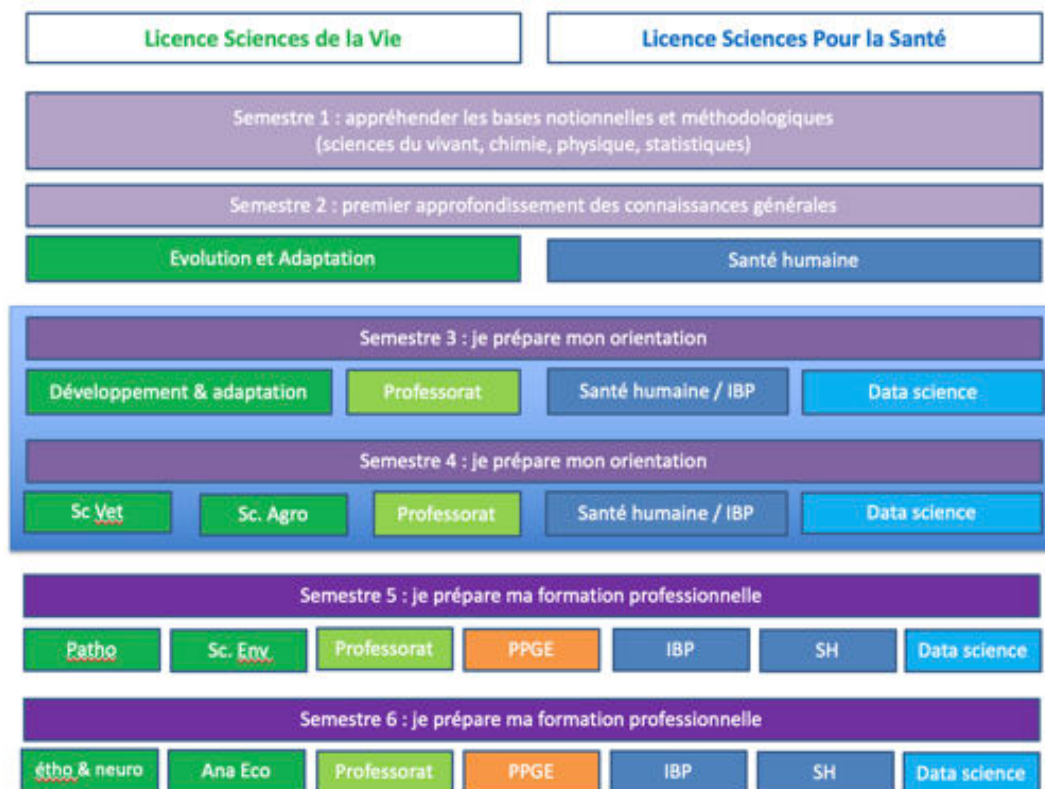 Licence Sciences de la Vie
Licence Sciences Pour la Santé
Semestre 1 : appréhender les bases notionnelles et méthodologiques
(sciences du vivant, chimie, physique, statistiques)
Semestre 2 : premier approfondissement des connaissances générales
Evolution et Adaptation
Santé humaine
Semestre 3 : je prépare mon orientation
Développement & adaptation
Professorat
Santé humaine / IBP
Data science
Semestre 4 : je prépare mon orientation
Sc Vet
Sc. Agro
Professorat
Santé humaine / IBP
Data science
Semestre 5 : je prépare ma formation professionnelle
Patho
Sc. Env.
Professorat
PPGE
IBP
SH
Data science
Semestre 6 : je prépare ma formation professionnelle
étho & neuro
Ana Eco
Professorat
PPGE
IBP
SH
Data science